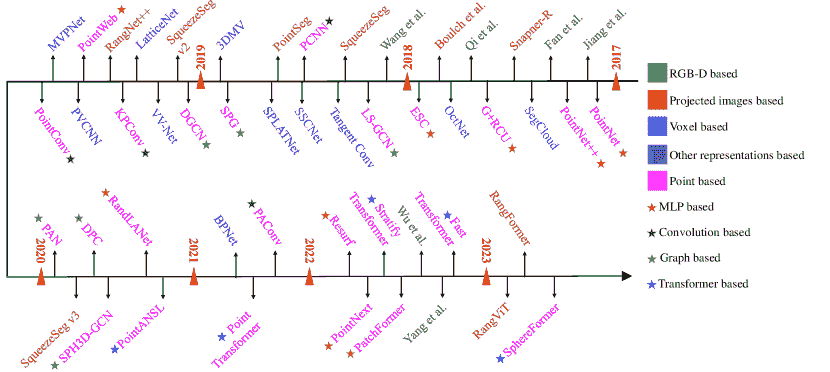 MVPNet
PointWeb
RangNet++
LatticeNet
SqueezeSeg
v2
2019
3DMV
PointSeg
PCNN
SqueezeSeg
Wang et al.
2018
Boulch et al.
Qi et al.
Snapner-R
Fan et al.
Jiang et al.
2017
PointConv
PVCNN
KPConv
VV-Net
DGCN
SPG
SPLATNet
SSCNet
Tangent Conv
LS-GCN
ESC
OctNet
G+RCU
SegCloud
PointNet++
PointNet
RGB-D based
Projected images based
Voxel based
Other representations based
Point based
MLP based
Convolution based
Graph based
Transformer based
2020
PAN
DPC
RandLANet
2021
BPNet
PAConv
2022
Resurf
Stratify
Transformer
Wu et al.
Fast
Transformer
2023
RangFormer
SqueezeSeg v3
SPH3D-GCN
PointANSL
Point
Transformer
PointNext
PatchFormer
Yang et al.
RangViT
SphereFormer